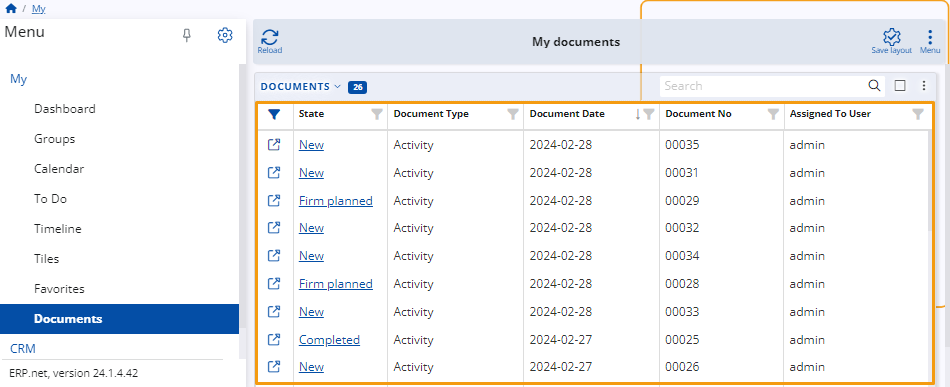 / My
Menu
My
Dashboard
Groups
Calendar
To Do
Timeline
Tiles
Favorites
Documents
CRM
ERP.net, version 24.1.4.42
Reload
My documents
Save layout
Menu
DOCUMENTS 26
Search
State Document Type Document Date Document No Assigned To User
New Activity 2024-02-28 00035 admin
New Activity 2024-02-28 00031 admin
Firm planned Activity 2024-02-28 00029 admin
New Activity 2024-02-28 00032 admin
New Activity 2024-02-28 00034 admin
Firm planned Activity 2024-02-28 00028 admin
New Activity 2024-02-28 00033 admin
Completed Activity 2024-02-27 00025 admin
New Activity 2024-02-27 00026 admin